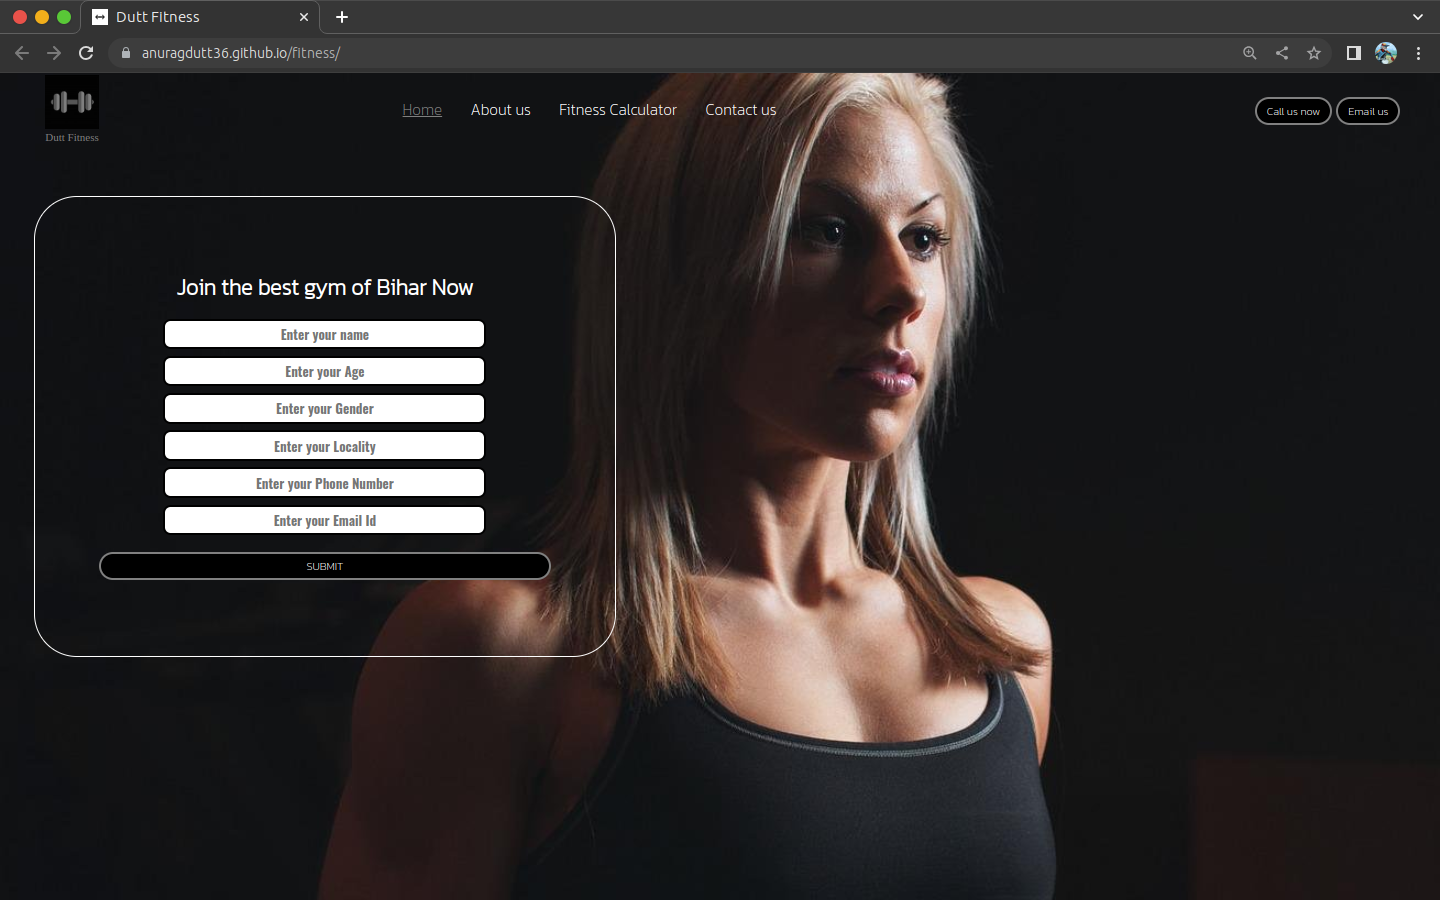 Dutt Fitness
anuragdutt36.github.io/fitness/
Dutt Fitness
Home About us Fitness Calculator Contact us
Call us now Email us
Join the best gym of Bihar Now
Enter your name
Enter your Age
Enter your Gender
Enter your Locality
Enter your Phone Number
Enter your Email Id
SUBMIT